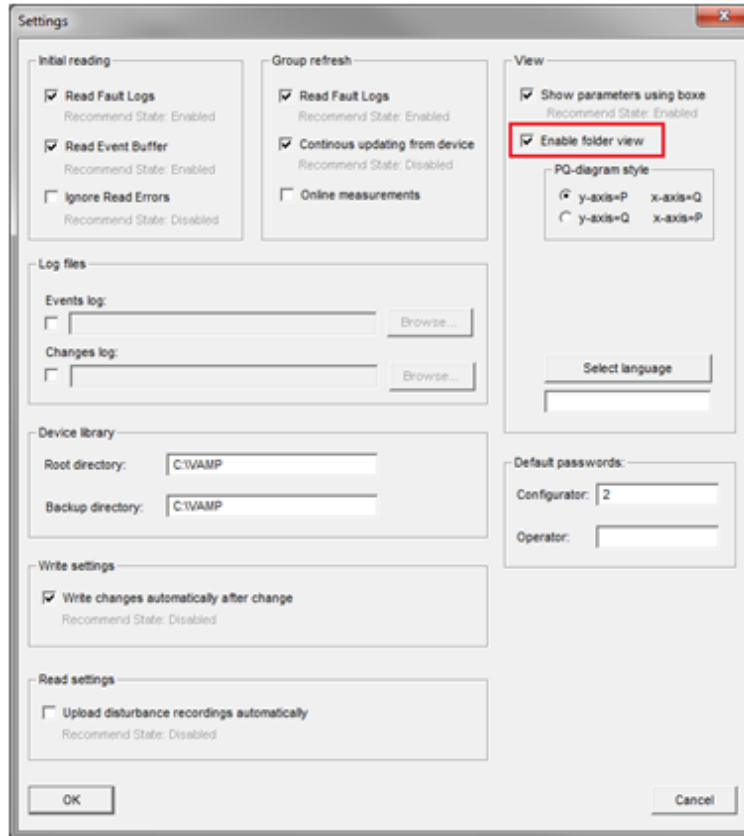 Settings
Initial reading
Read Fault Logs
Recommend State: Enabled
Read Event Buffer
Recommend State: Enabled
Ignore Read Errors
Recommend State: Disabled
Group refresh
Read Fault Logs
Recommend State: Enabled
Continous updating from device
Recommend State: Disabled
Online measurements
View
Show parameters using boxe
Recommend State: Enabled
Enable folder view
PQ-diagram style
y-axis=P x-axis=Q
y-axis=Q x-axis=P
Select language
Log files
Events log:
Browse...
Changes log:
Browse...
Device library
Root directory: C:\VAMP
Backup directory: C:\VAMP
Default passwords:
Configurator: 2
Operator:
Write settings
Write changes automatically after change
Recommend State: Disabled
Read settings
Upload disturbance recordings automatically
Recommend State: Disabled
OK
Cancel